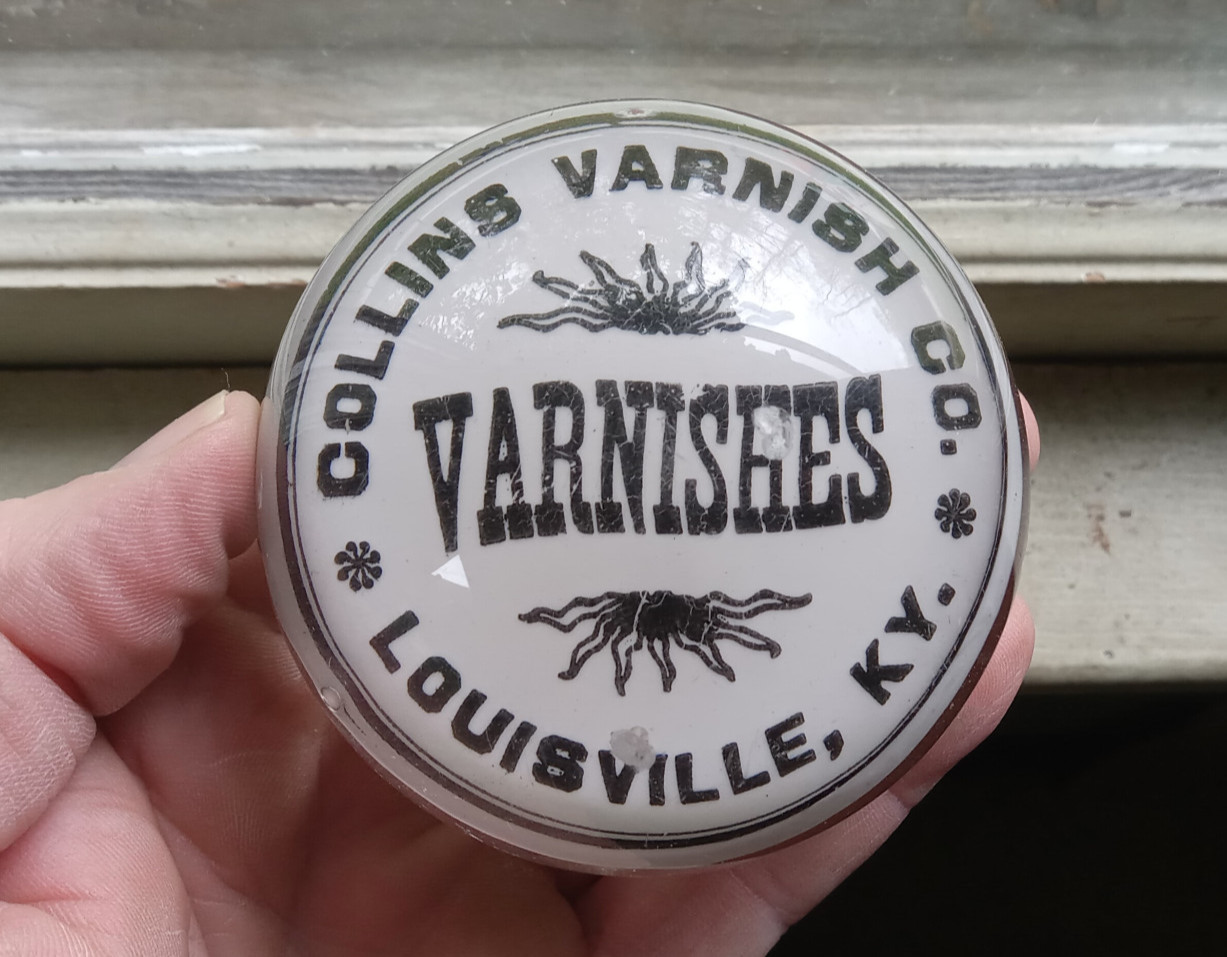 COLLINS VARNISH CO.
VARNISHES
LOUISVILLE, KY.